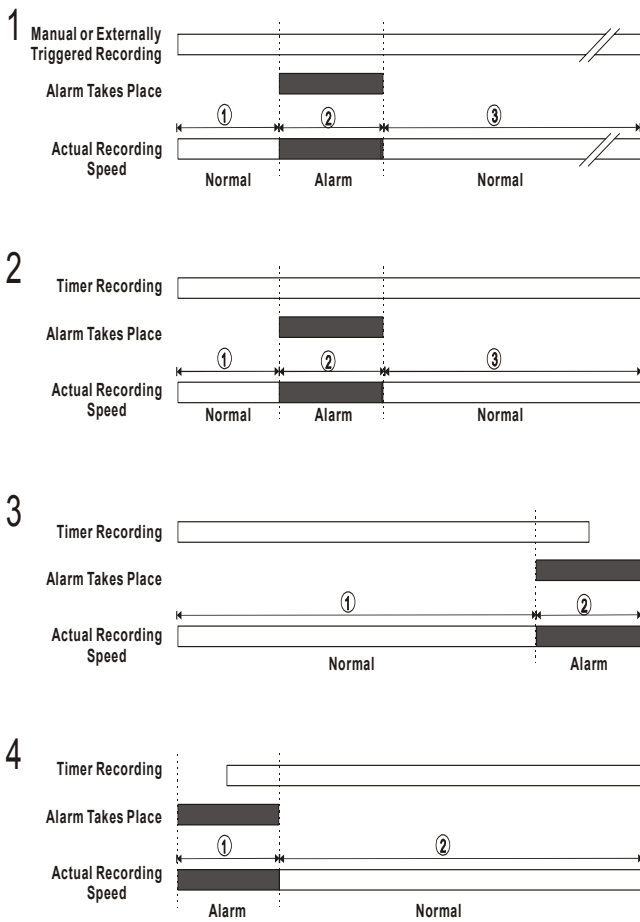 1
Manual or Externally
Triggered Recording
Alarm Takes Place
① ② ③
Actual Recording
Speed
Normal Alarm Normal
2
Timer Recording
Alarm Takes Place
① ② ③
Actual Recording
Speed
Normal Alarm Normal
3
Timer Recording
Alarm Takes Place
① ②
Actual Recording
Speed
Normal Alarm
4
Timer Recording
Alarm Takes Place
① ②
Actual Recording
Speed
Alarm Normal